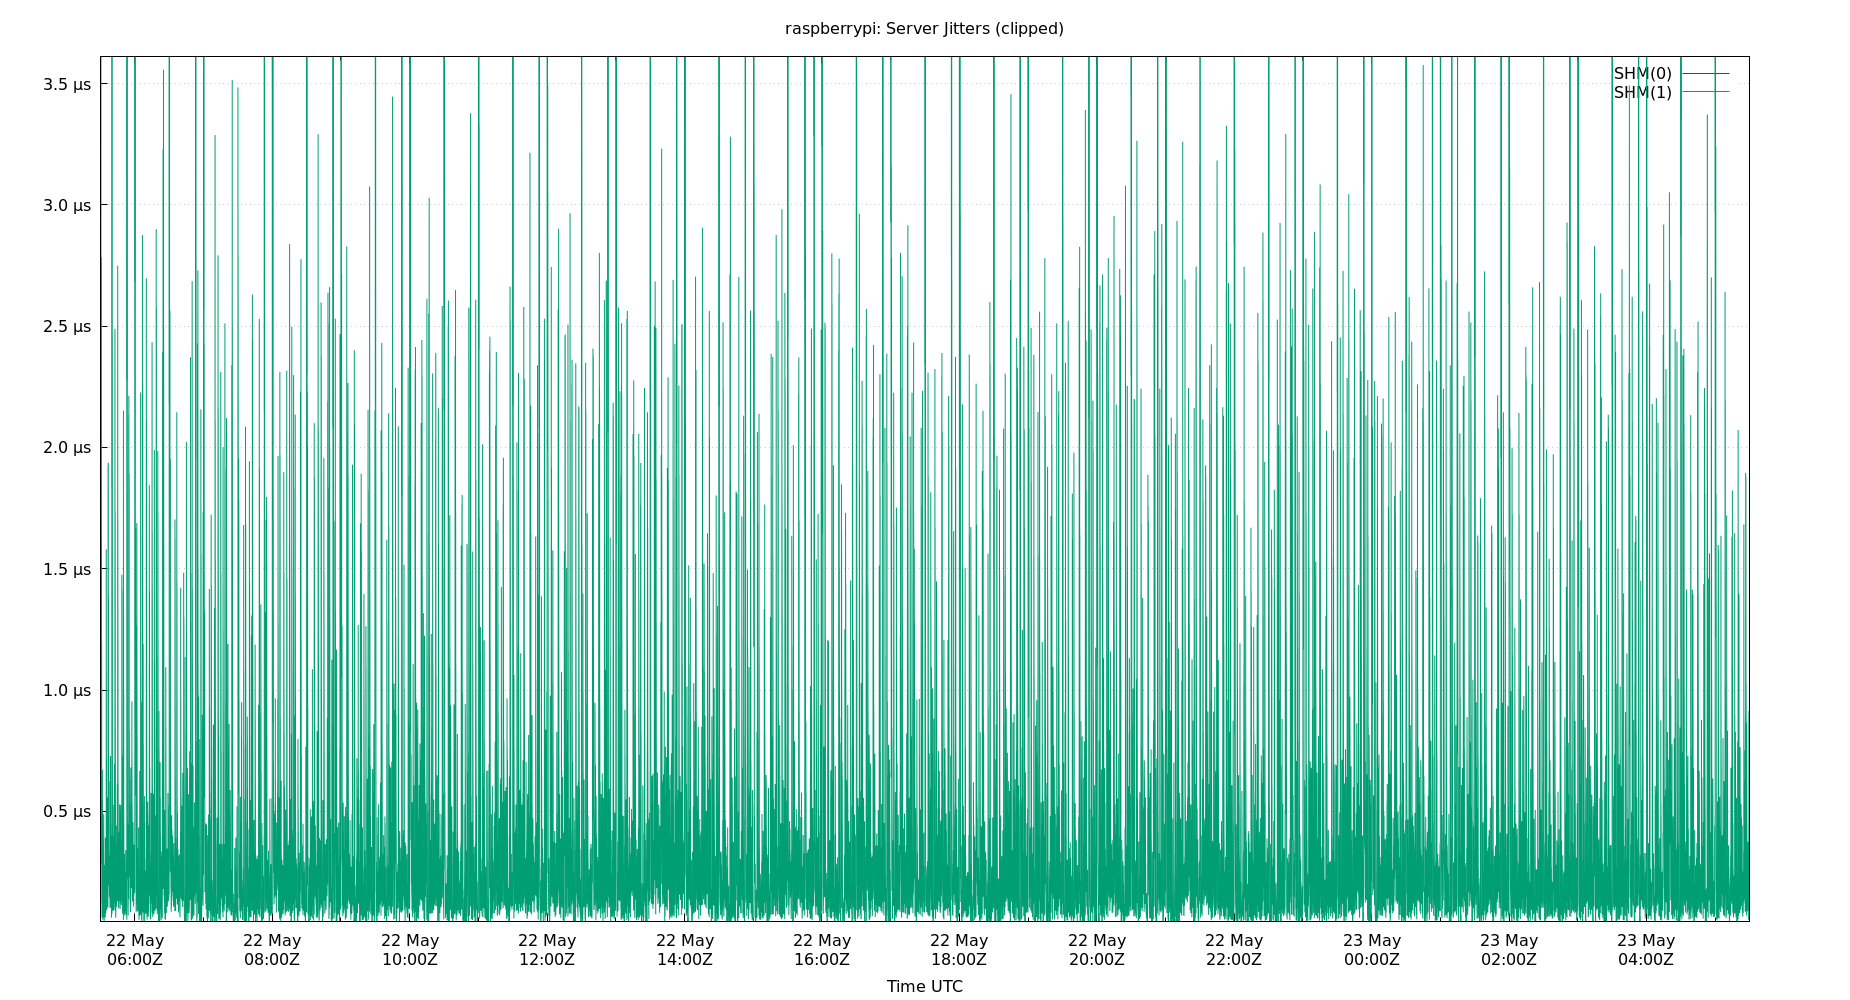 raspberrypi: Server Jitters (clipped)
SHM(0)
SHM(1)
3.5 µs
3.0 µs
2.5 µs
2.0 µs
1.5 µs
1.0 µs
0.5 µs
22 May 22 May 22 May 22 May 22 May 22 May 22 May 22 May 22 May 23 May 23 May 23 May
06:00Z 08:00Z 10:00Z 12:00Z 14:00Z 16:00Z 18:00Z 20:00Z 22:00Z 00:00Z 02:00Z 04:00Z
Time UTC